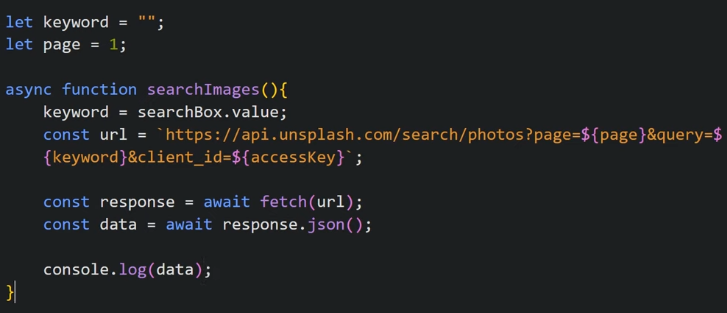 let keyword = "";
let page = 1;
async function searchImages(){
keyword = searchBox.value;
const url = `https://api.unsplash.com/search/photos?page=${page}&query=$
{keyword}&client_id=${accessKey}`;
const response = await fetch(url);
const data = await response.json();
console.log(data);
}